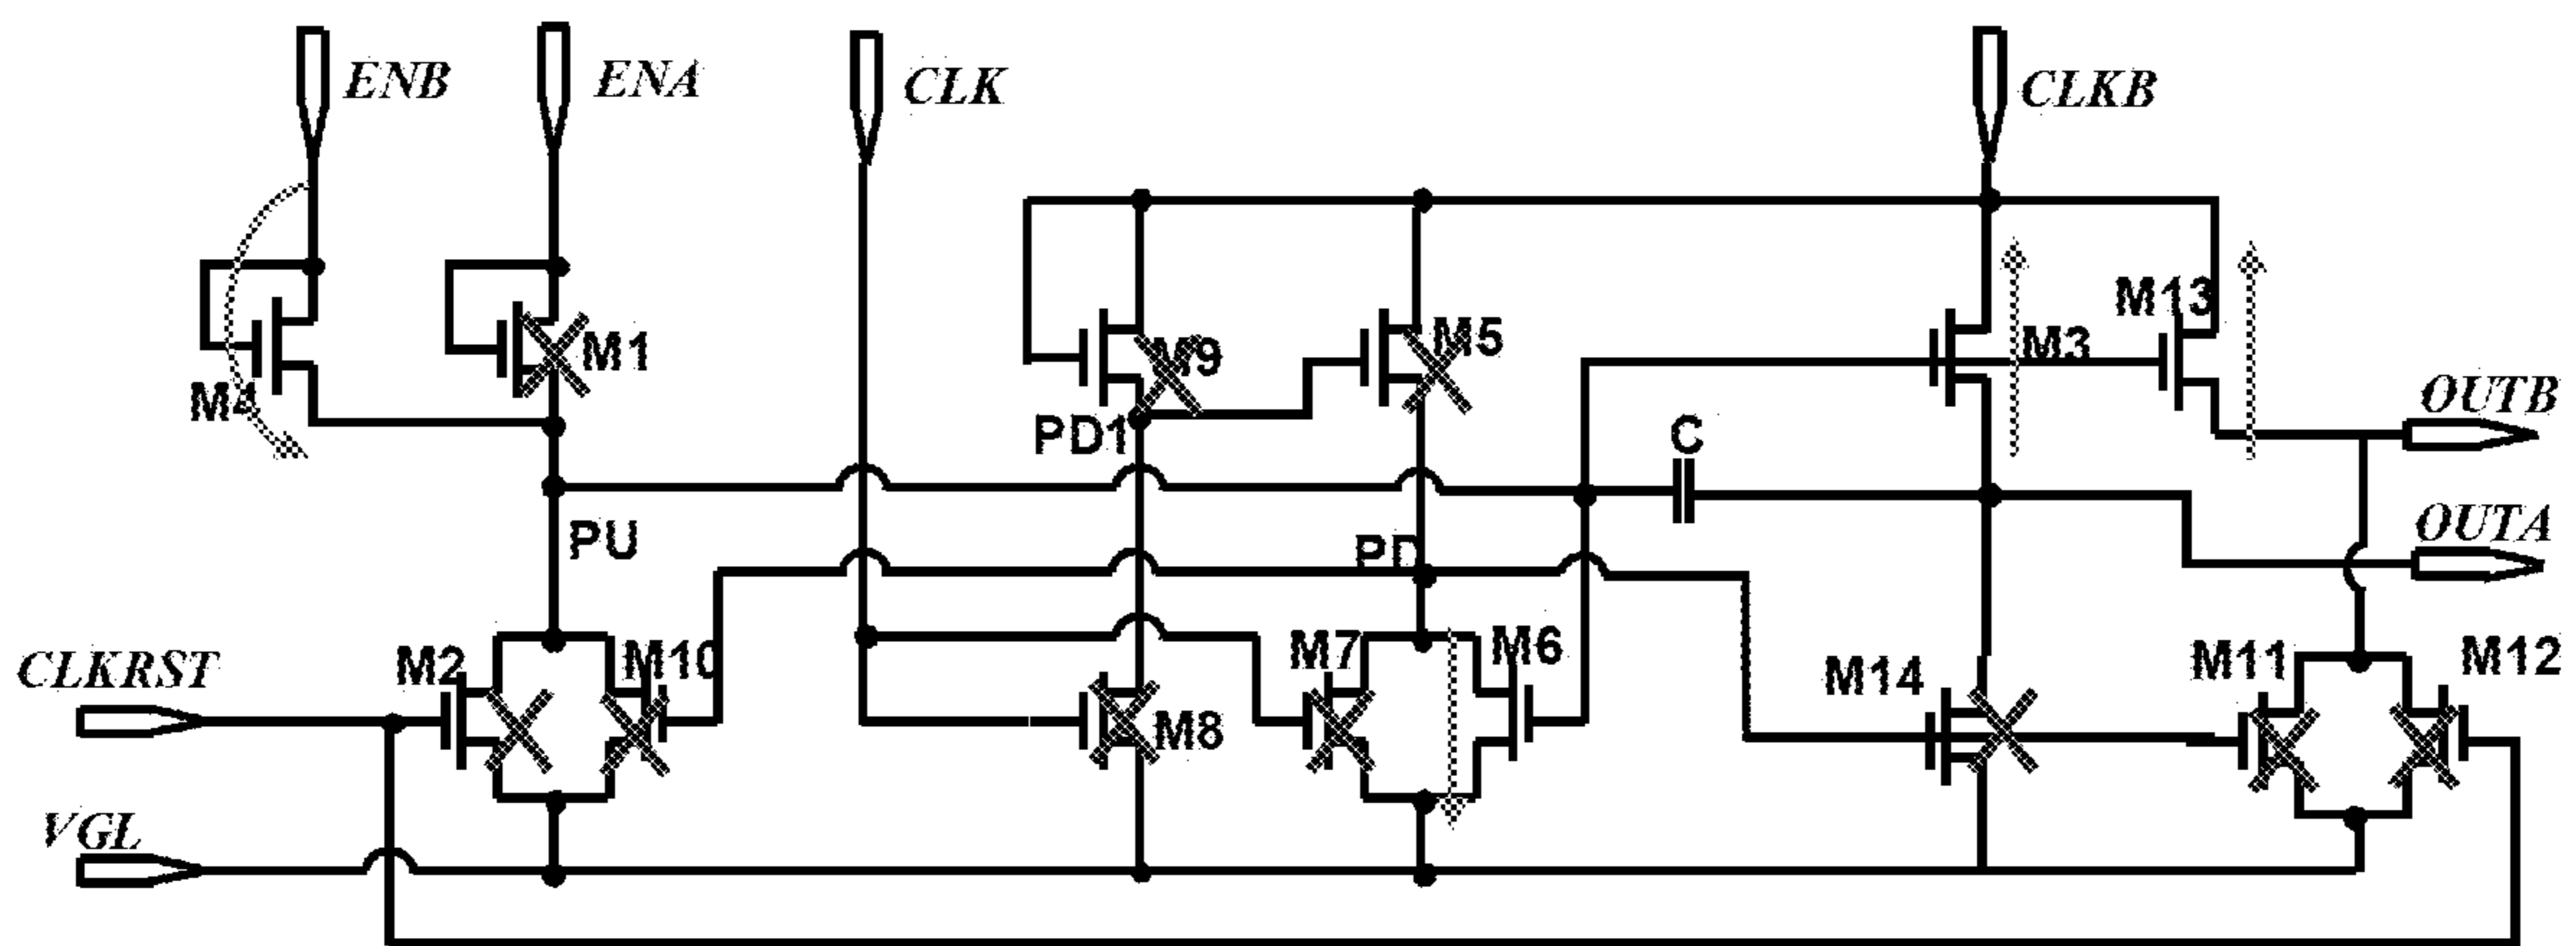 ENB
ENA
CLK
CLKB
M4
M1
M9
M5
M3
M13
OUTB
PD1
C
PU
PD
OUTA
CLKRST
M2
M10
M7
M6
M14
M11
M12
M8
VGL